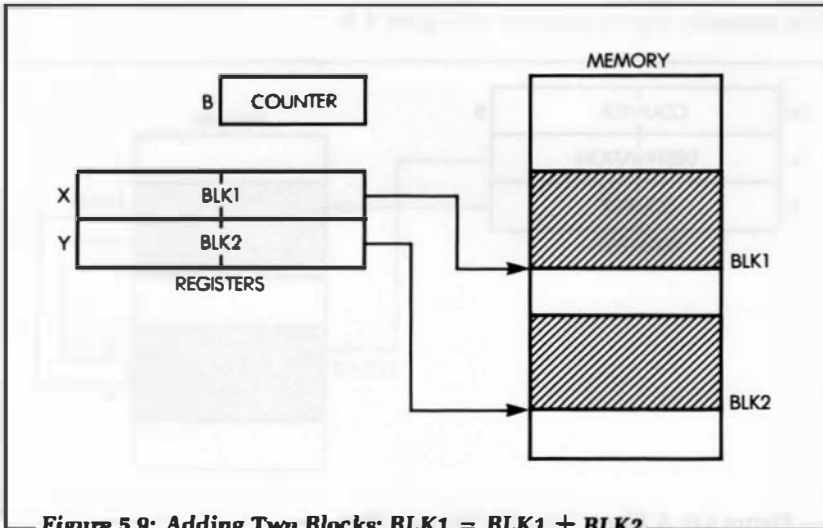 MEMORY
B COUNTER
X BLK1
Y BLK2
REGISTERS
BLK1
BLK2
Figure 5.9: Adding Two Blocks: BLK1 = BLK1 + BLK2